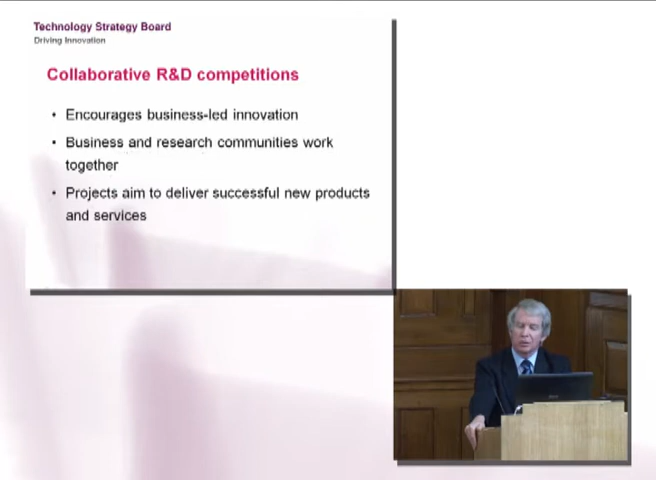 Technology Strategy Board
Driving Innovation
Collaborative R&D competitions
• Encourages business-led innovation
• Business and research communities work
together
• Projects aim to deliver successful new products
and services